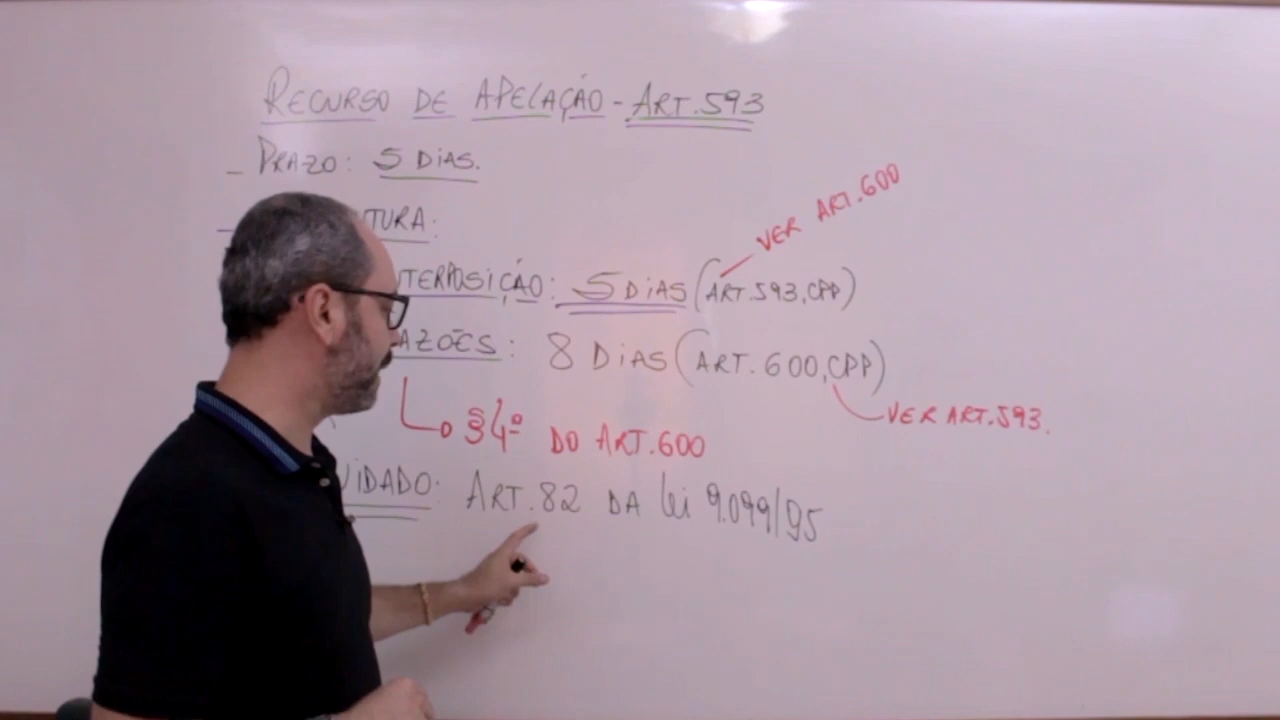 RECURSO DE APELAÇÃO - ART.593
- PRAZO: 5 DIAS.
- TURA:
TERPOSIÇÃO: 5 DIAS (ART.593,CPP)
VER ART.600
AZÕES: 8 DIAS (ART.600,CPP)
VER ART.593.
§4º DO ART.600
UIDADO: ART.82 DA lei 9.099/95